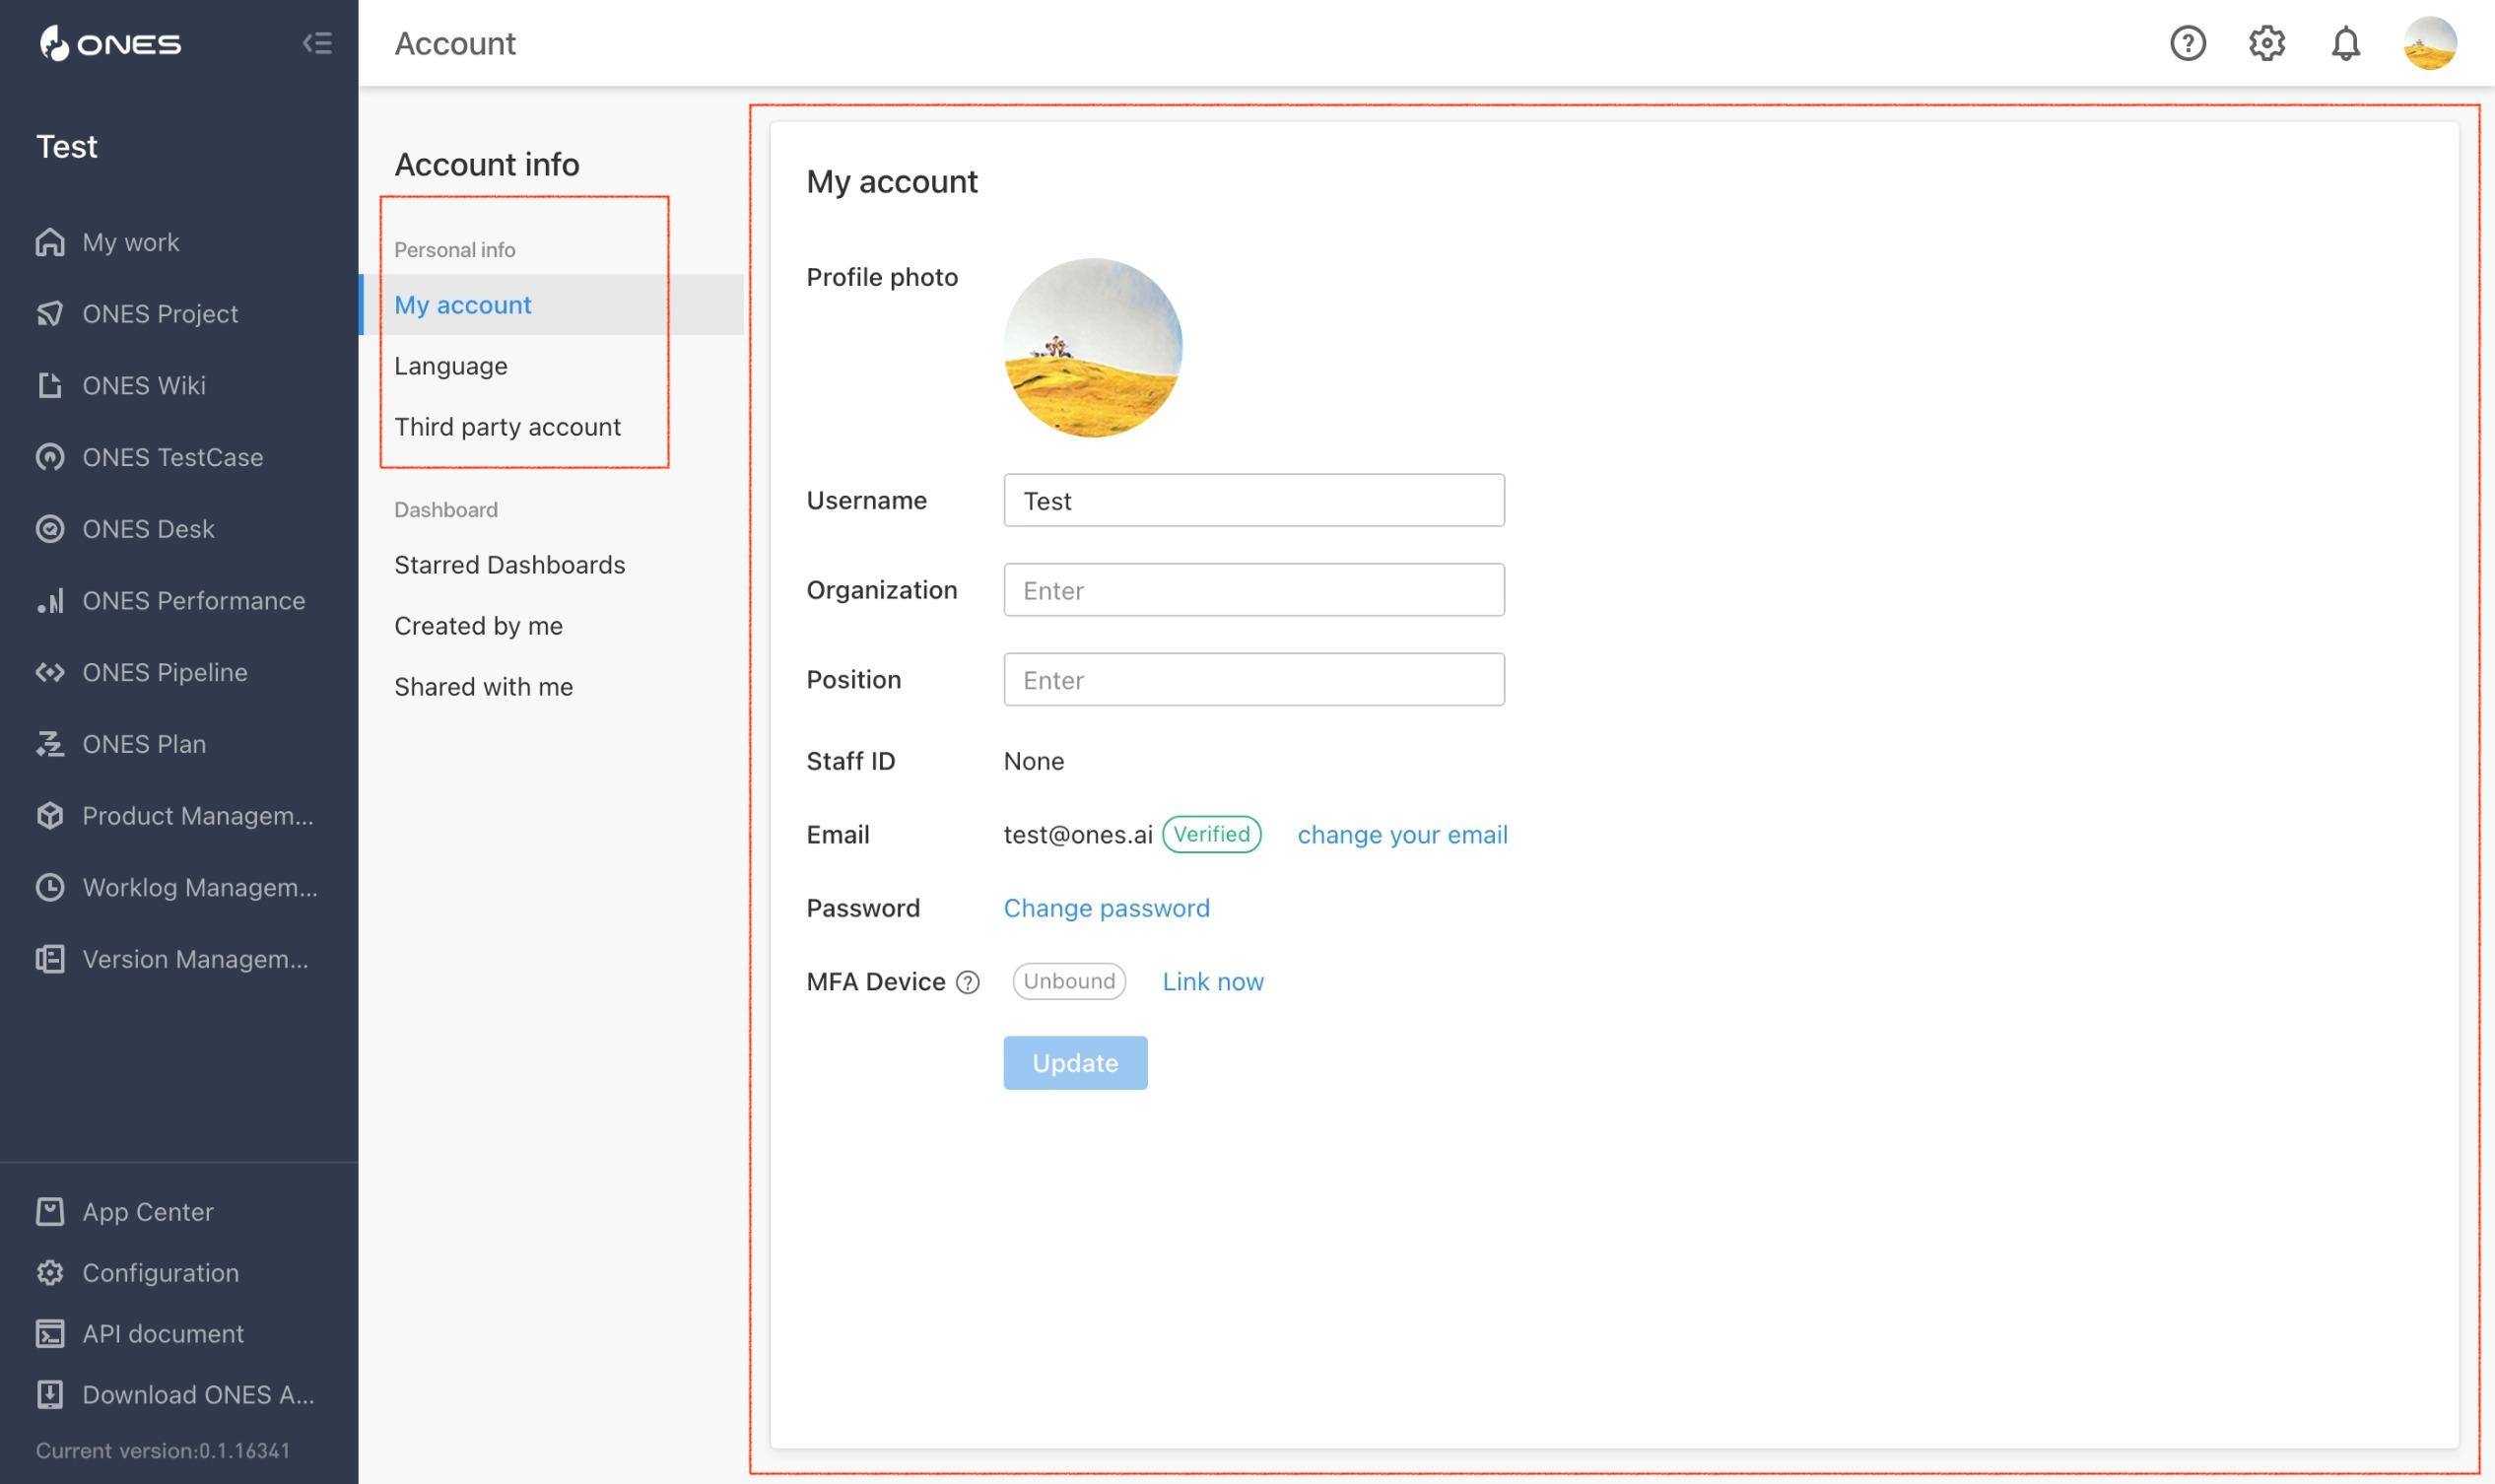 ONES
Account
Test
My work
ONES Project
ONES Wiki
ONES TestCase
ONES Desk
ONES Performance
ONES Pipeline
ONES Plan
Product Managem...
Worklog Managem...
Version Managem...
App Center
Configuration
API document
Download ONES A...
Current version:0.1.16341
Account info
Personal info
My account
Language
Third party account
Dashboard
Starred Dashboards
Created by me
Shared with me
My account
Profile photo
Username Test
Organization Enter
Position Enter
Staff ID None
Email test@ones.ai Verified change your email
Password Change password
MFA Device ? Unbound Link now
Update